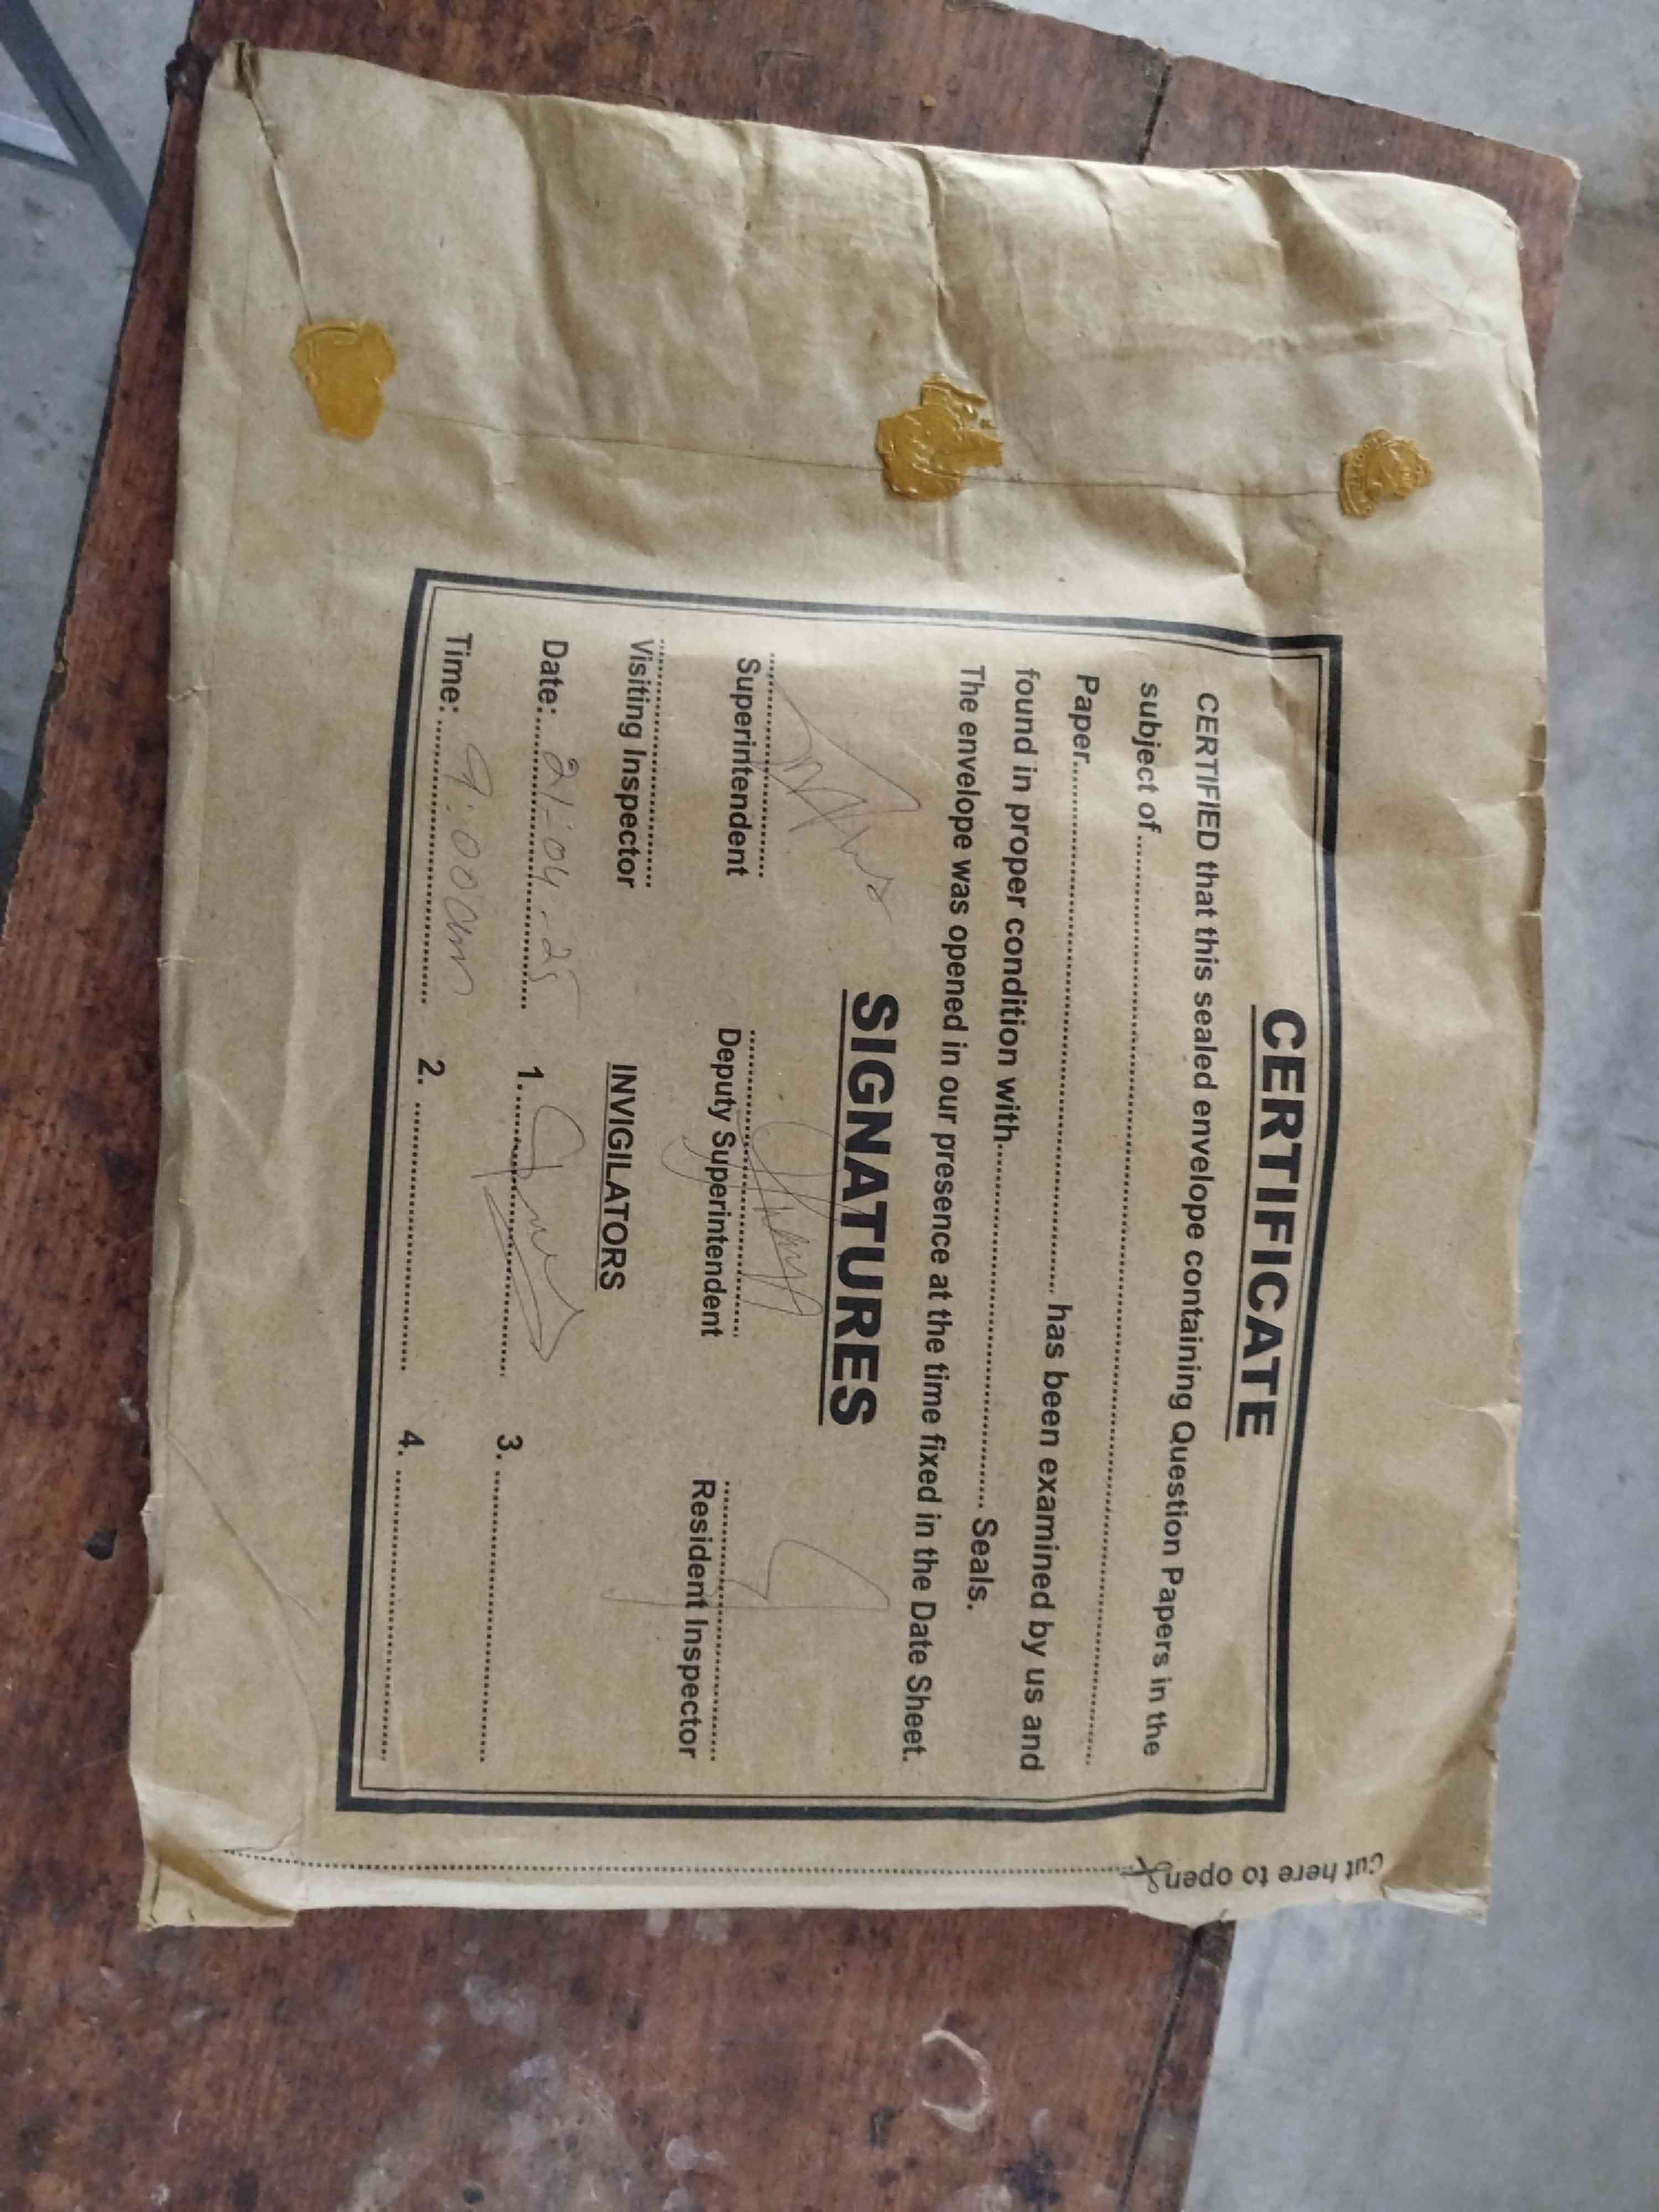 CERTIFICATE
CERTIFIED that this sealed envelope containing Question Papers in the
subject of
Paper has been examined by us and
found in proper condition with Seals.
The envelope was opened in our presence at the time fixed in the Date Sheet.
SIGNATURES
Superintendent Deputy Superintendent Resident Inspector
Visiting Inspector INVIGILATORS
Date: 21-04-25 1. 3.
Time: 9:00am 2. 4.
Cut here to open